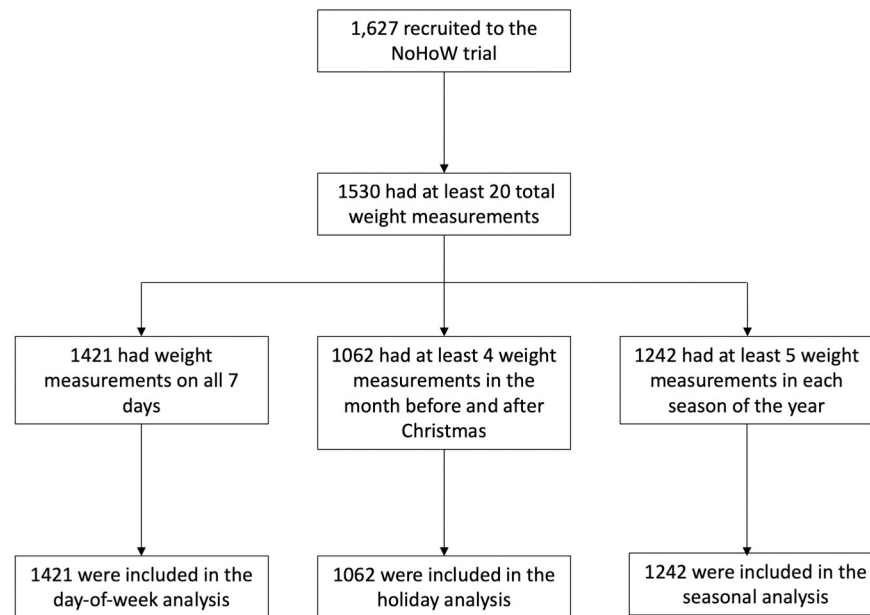 1,627 recruited to the
NoHoW trial
1530 had at least 20 total
weight measurements
1421 had weight
measurements on all 7
days
1062 had at least 4 weight
measurements in the
month before and after
Christmas
1242 had at least 5 weight
measurements in each
season of the year
1421 were included in the
day-of-week analysis
1062 were included in the
holiday analysis
1242 were included in the
seasonal analysis